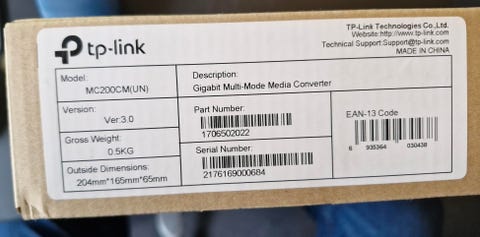 tp-link
TP-Link Technologies Co.,Ltd.
Website:http://www.tp-link.com
Technical Support:Support@tp-link.com
MADE IN CHINA
Model:
MC200CM(UN)
Description:
Gigabit Multi-Mode Media Converter
Version:
Ver:3.0
Part Number:
1706502022
Gross Weight:
0.5KG
Serial Number:
2176169000684
Outside Dimensions:
204mm*165mm*65mm
EAN-13 Code
6 935364 030438